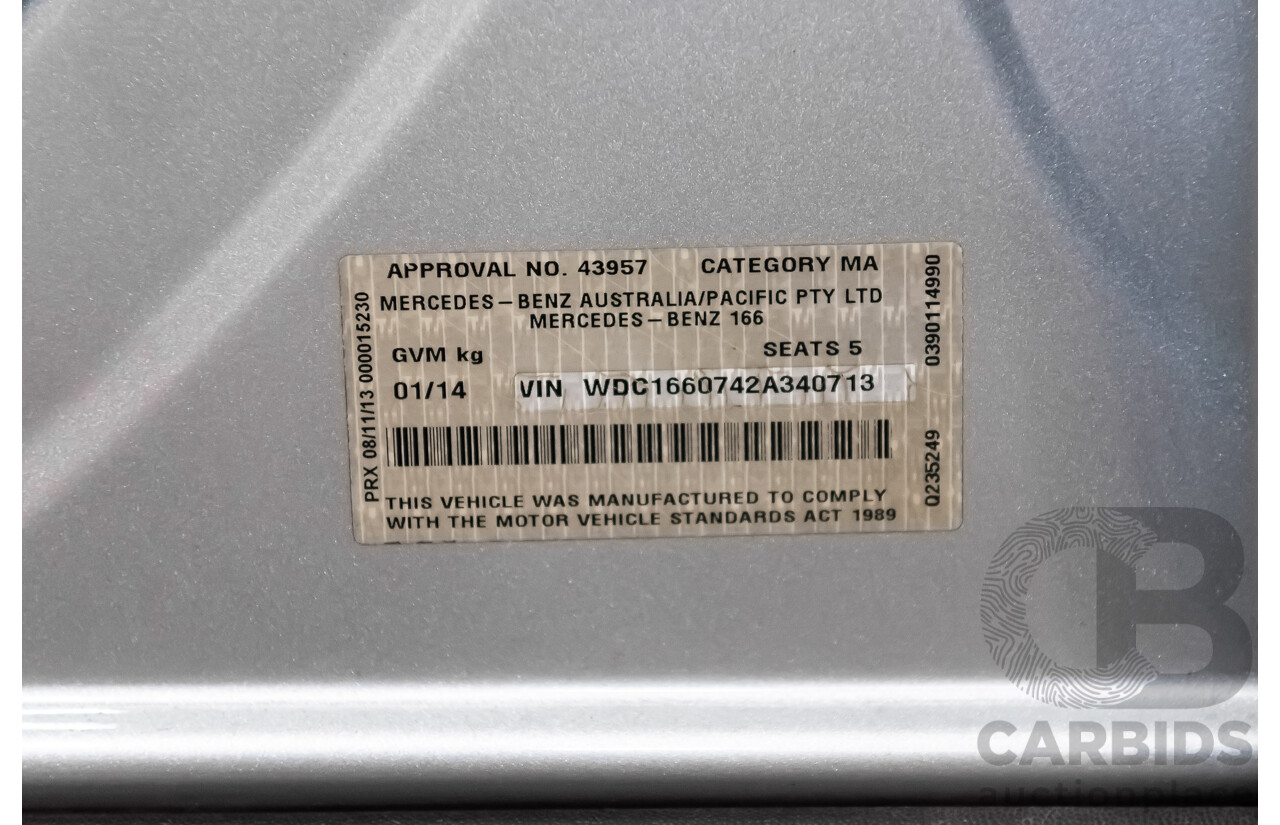 APPROVAL NO. 43957 CATEGORY MA
MERCEDES-BENZ AUSTRALIA/PACIFIC PTY LTD
MERCEDES-BENZ 166
GVM kg SEATS 5
01/14 VIN WDC1660742A340713
THIS VEHICLE WAS MANUFACTURED TO COMPLY
WITH THE MOTOR VEHICLE STANDARDS ACT 1989
PRX 08/11/13 000015230
0390114990
Q235249
CB
CARBIDS
auctionplace